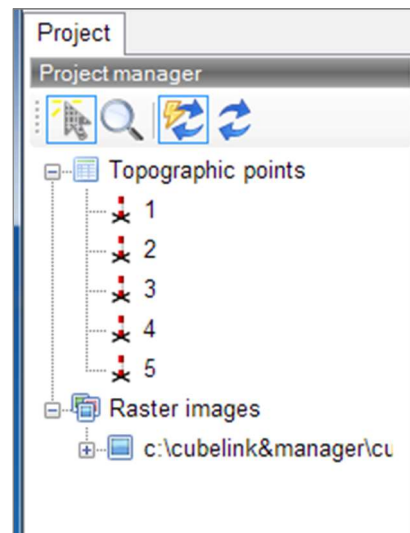 Project
Project manager
Topographic points
1
2
3
4
5
Raster images
c:\cubelink&manager\cu